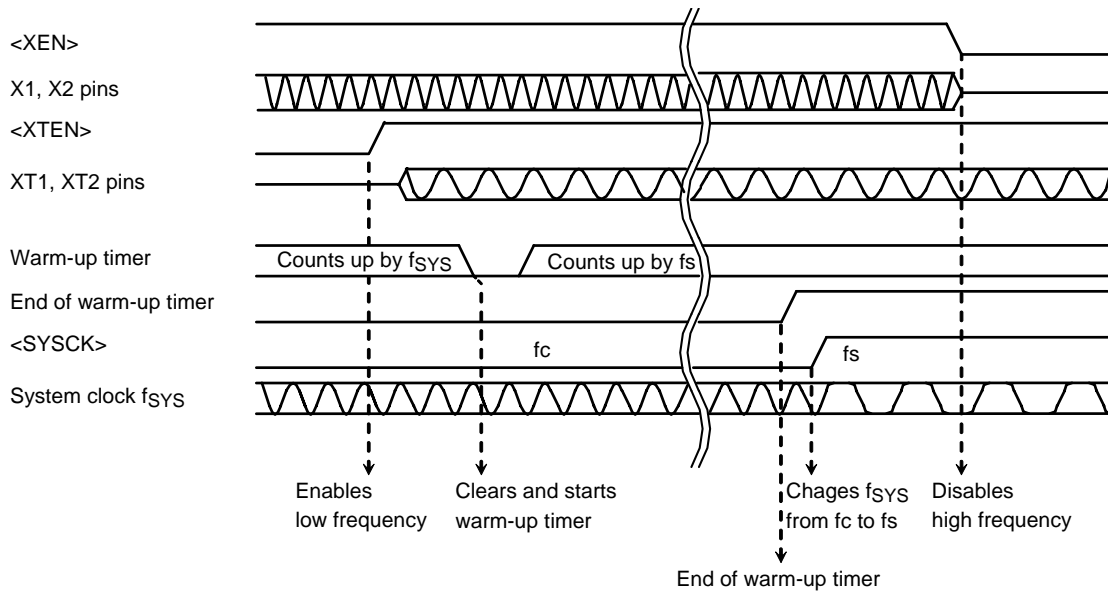 <XEN>
X1, X2 pins
<XTEN>
XT1, XT2 pins
Warm-up timer
Counts up by fSYS
Counts up by fs
End of warm-up timer
<SYSCK>
fc
fs
System clock fSYS
Enables
low frequency
Clears and starts
warm-up timer
Chages fSYS
from fc to fs
Disables
high frequency
End of warm-up timer